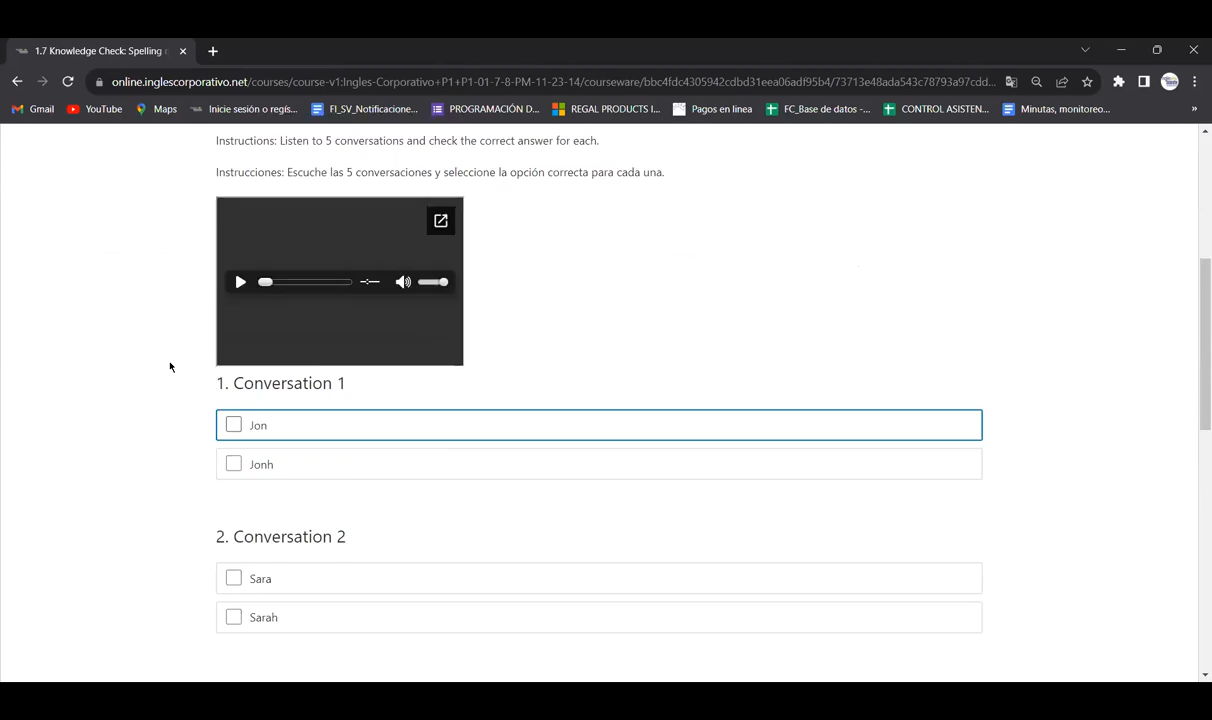 1.7 Knowledge Check: Spelling
online.inglescorporativo.net/courses/course-v1:Ingles-Corporativo+P1+P1-01-7-8-PM-11-23-14/courseware/bbc4fdc4305942cdbd31eea06adf95b4/73713e48ada543c78793a97cdd...
Gmail YouTube Maps Inicie sesión o regís... FI_SV_Notificacione... PROGRAMACIÓN D... REGAL PRODUCTS I... Pagos en linea FC_Base de datos -... CONTROL ASISTEN... Minutas, monitoreo... »
Instructions: Listen to 5 conversations and check the correct answer for each.
Instrucciones: Escuche las 5 conversaciones y seleccione la opción correcta para cada una.
1. Conversation 1
Jon
Jonh
2. Conversation 2
Sara
Sarah